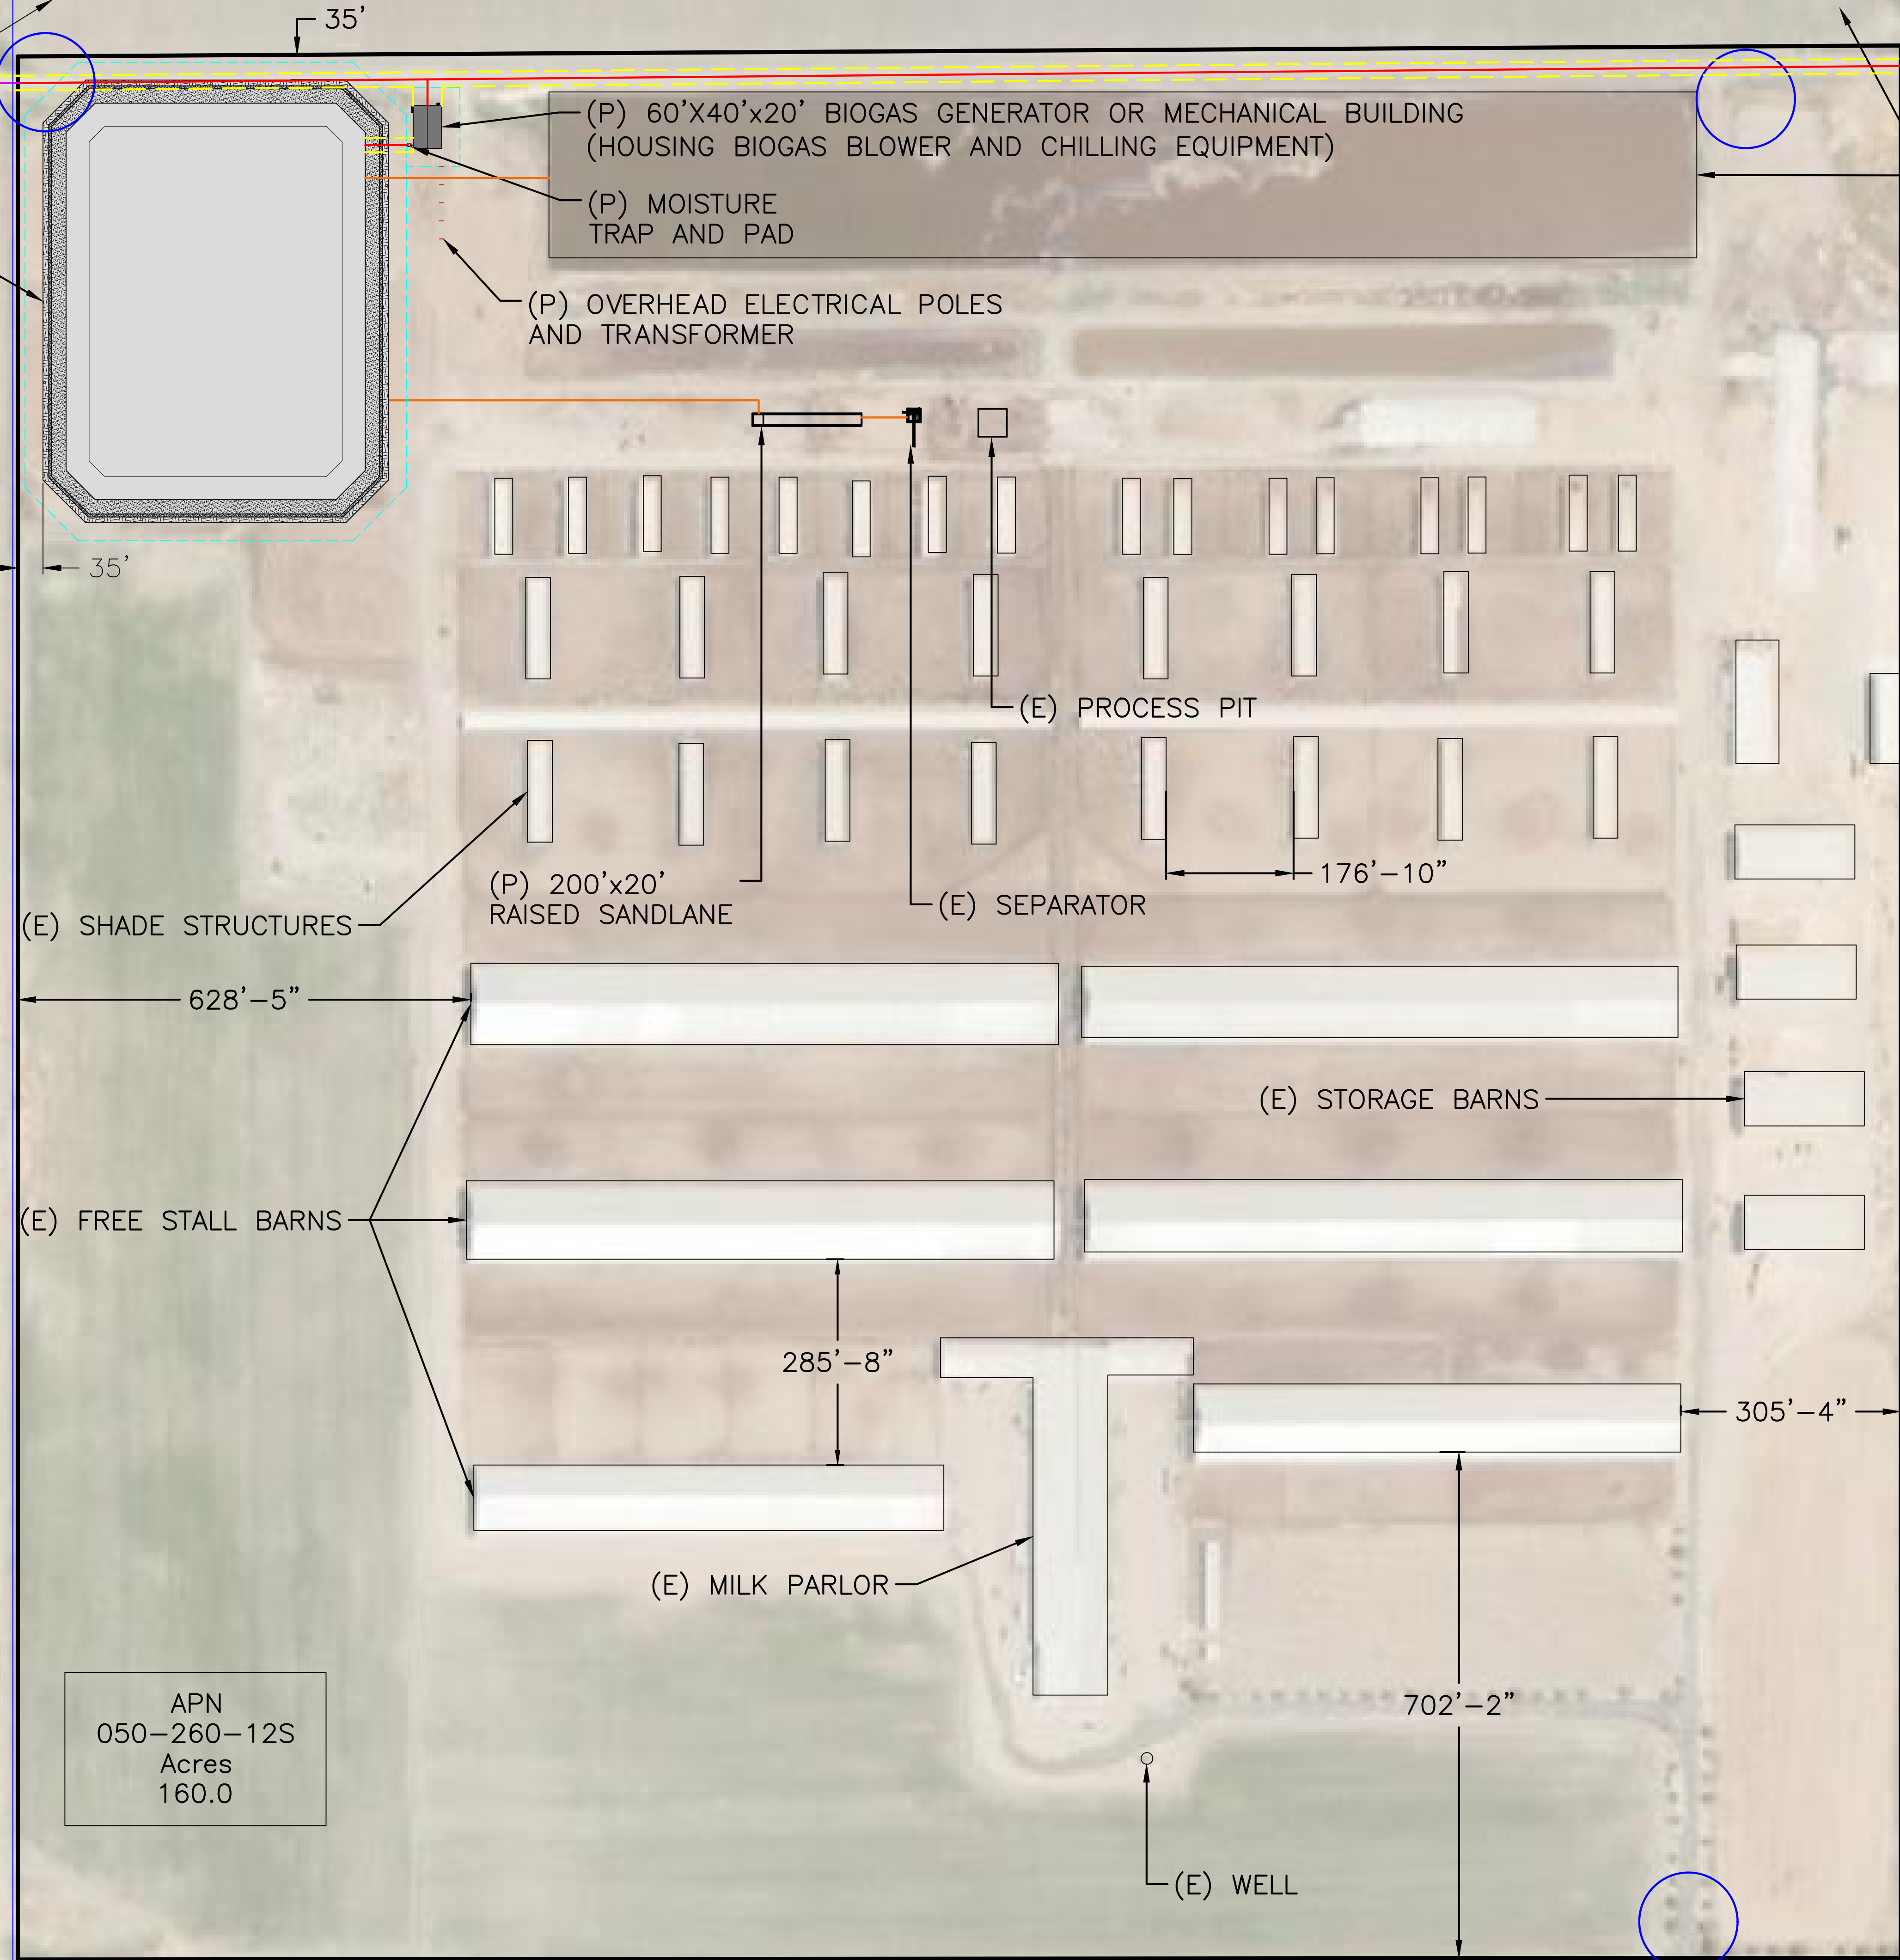 35'
(P) 60'X40'x20' BIOGAS GENERATOR OR MECHANICAL BUILDING
(HOUSING BIOGAS BLOWER AND CHILLING EQUIPMENT)
(P) MOISTURE
TRAP AND PAD
(P) OVERHEAD ELECTRICAL POLES
AND TRANSFORMER
35'
(E) PROCESS PIT
176'-10"
(P) 200'x20'
RAISED SANDLANE
(E) SEPARATOR
(E) SHADE STRUCTURES
628'-5"
(E) STORAGE BARNS
(E) FREE STALL BARNS
285'-8"
305'-4"
(E) MILK PARLOR
702'-2"
APN
050-260-12S
Acres
160.0
(E) WELL